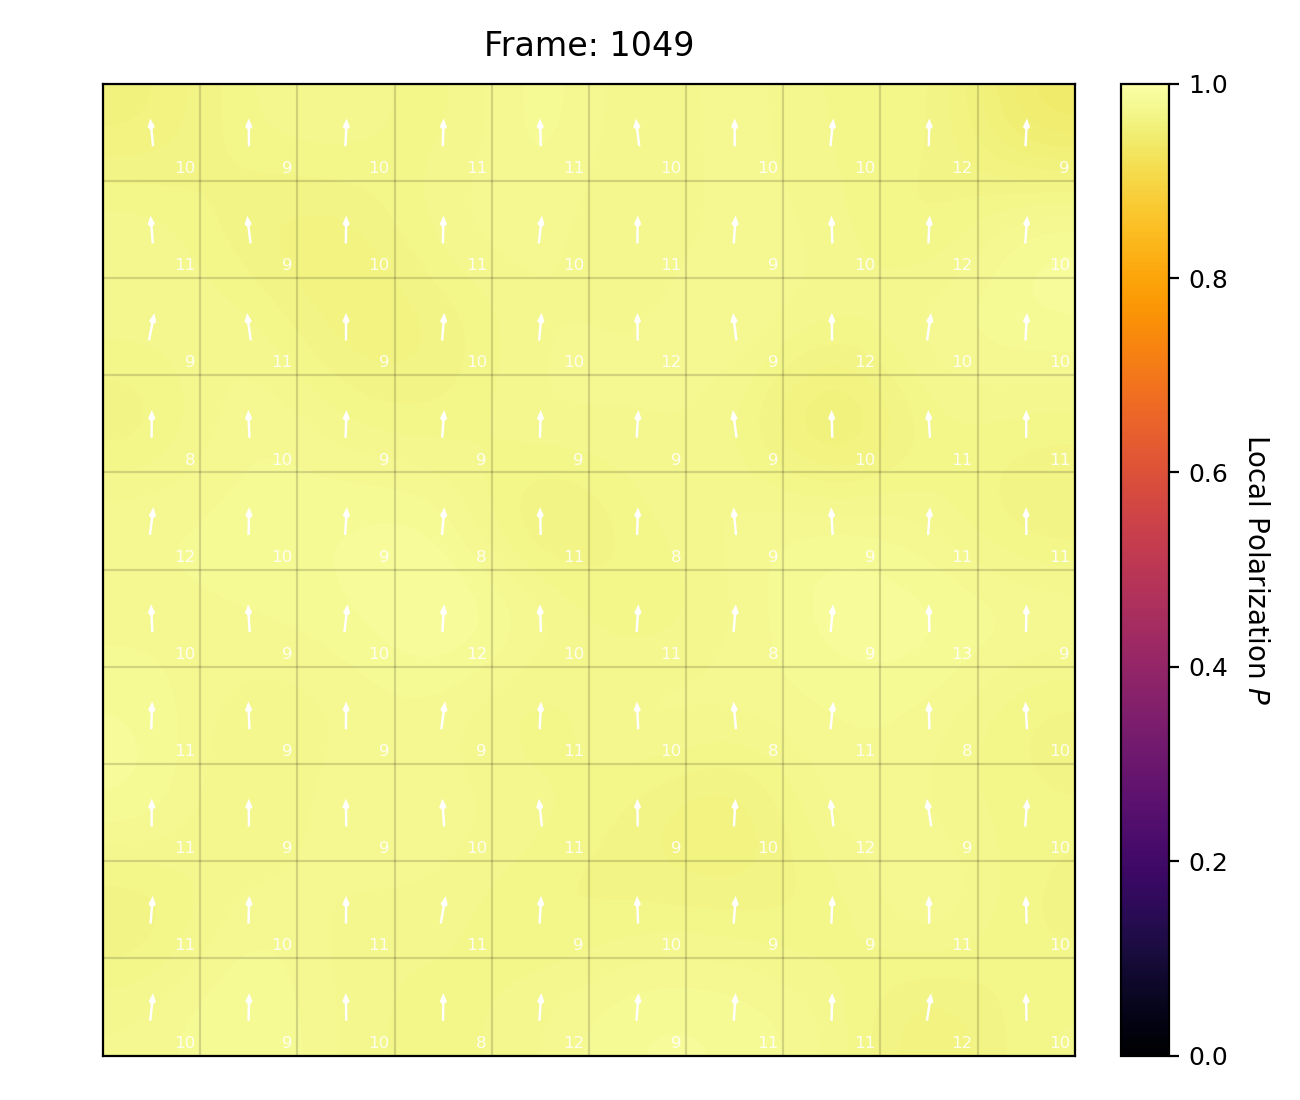 Frame: 1049
10 9 10 11 11 10 10 10 12 9
11 9 10 11 10 11 9 10 12 10
9 11 9 10 10 12 9 12 10 10
8 10 9 9 9 9 9 10 11 11
12 10 9 8 11 8 9 9 11 11
10 9 10 12 10 11 8 9 13 9
11 9 9 9 11 10 8 11 8 10
11 9 9 10 11 9 10 12 9 10
11 10 11 11 9 10 9 9 11 10
10 9 10 8 12 9 11 11 12 10
1.0
0.8
0.6
0.4
0.2
0.0
Local Polarization P